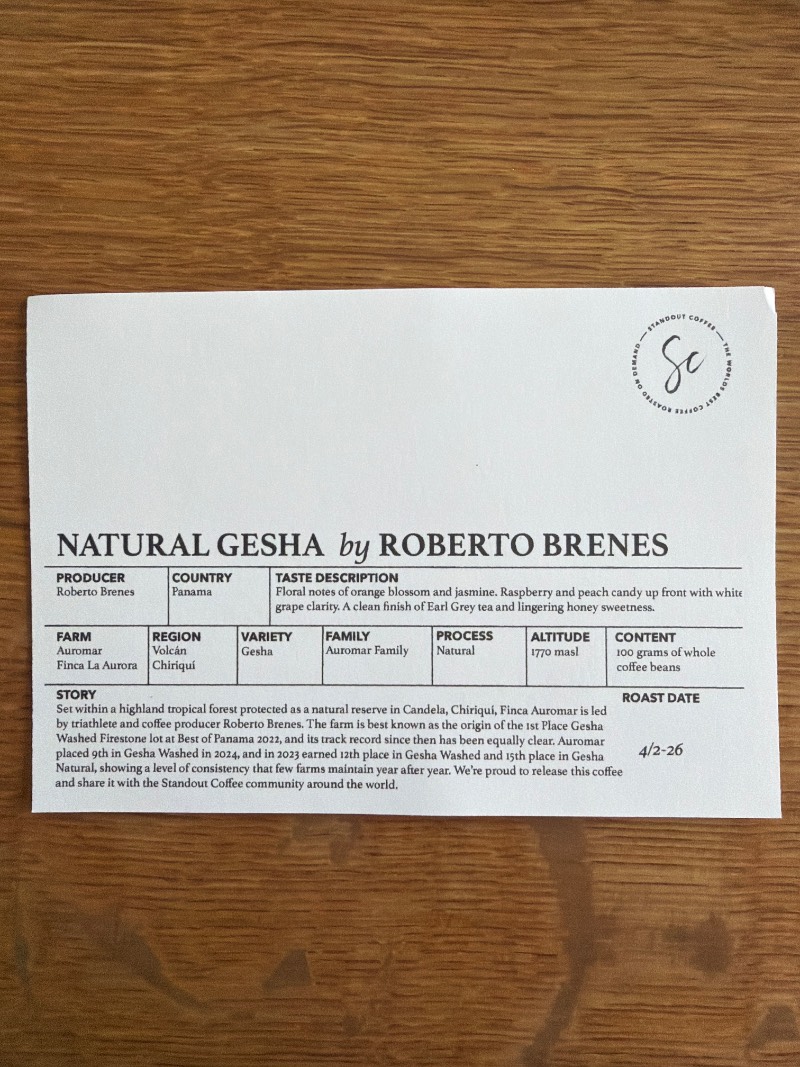 STANDOUT COFFEE — THE WORLDS BEST COFFEE ROASTED ON DEMAND —
Sc
NATURAL GESHA by ROBERTO BRENES
PRODUCER
Roberto Brenes
COUNTRY
Panama
TASTE DESCRIPTION
Floral notes of orange blossom and jasmine. Raspberry and peach candy up front with white
grape clarity. A clean finish of Earl Grey tea and lingering honey sweetness.
FARM
Auromar
Finca La Aurora
REGION
Volcán
Chiriquí
VARIETY
Gesha
FAMILY
Auromar Family
PROCESS
Natural
ALTITUDE
1770 masl
CONTENT
100 grams of whole
coffee beans
STORY
Set within a highland tropical forest protected as a natural reserve in Candela, Chiriquí, Finca Auromar is led
by triathlete and coffee producer Roberto Brenes. The farm is best known as the origin of the 1st Place Gesha
Washed Firestone lot at Best of Panama 2022, and its track record since then has been equally clear. Auromar
placed 9th in Gesha Washed in 2024, and in 2023 earned 12th place in Gesha Washed and 15th place in Gesha
Natural, showing a level of consistency that few farms maintain year after year. We're proud to release this coffee
and share it with the Standout Coffee community around the world.
ROAST DATE
4/2-26